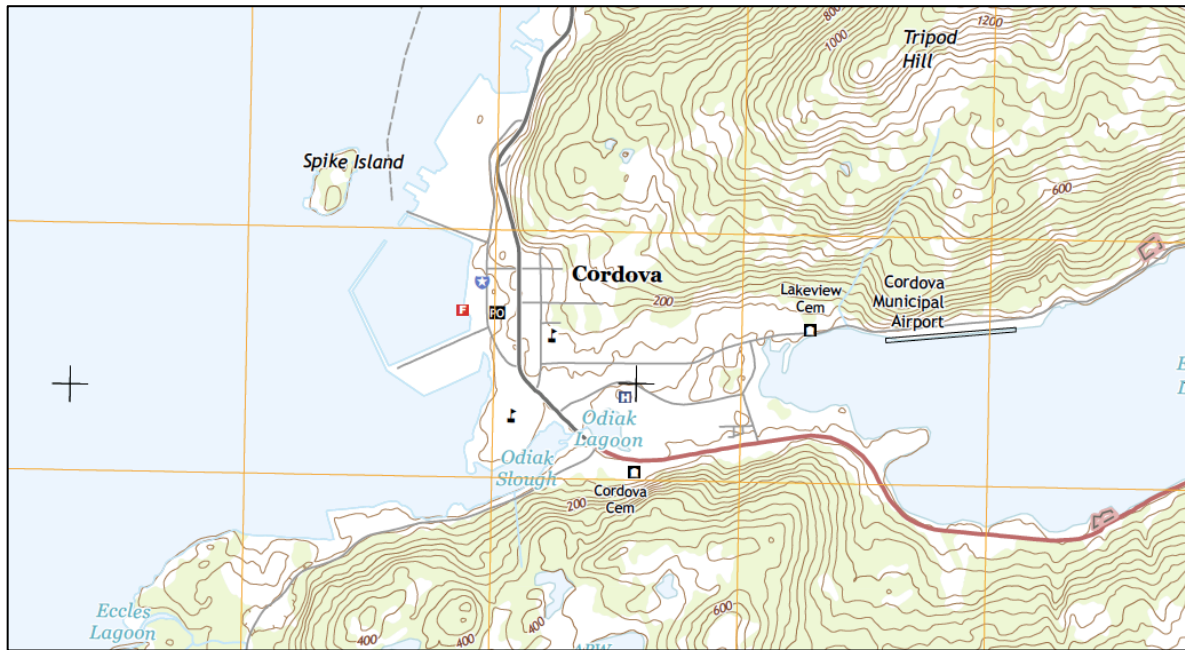 800
1000
1200
Tripod
Hill
Spike Island
600
Cordova
200
Lakeview
Cem
Cordova
Municipal
Airport
F
PO
H
Odiak
Lagoon
Odiak
Slough
Cordova
Cem
200
Eccles
Lagoon
400
400
400
600